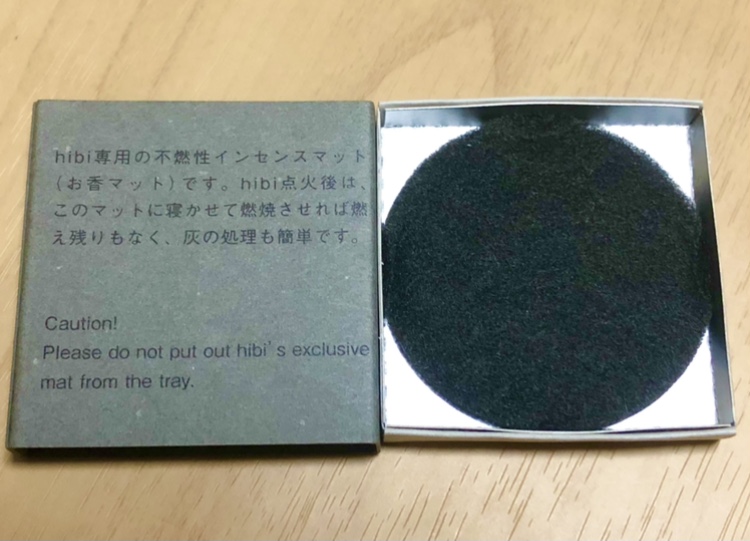 hibi専用の不燃性インセンスマット
(お香マット)です。hibi点火後は、
このマットに寝かせて燃焼させれば燃
え残りもなく、灰の処理も簡単です。
Caution!
Please do not put out hibi's exclusive
mat from the tray.